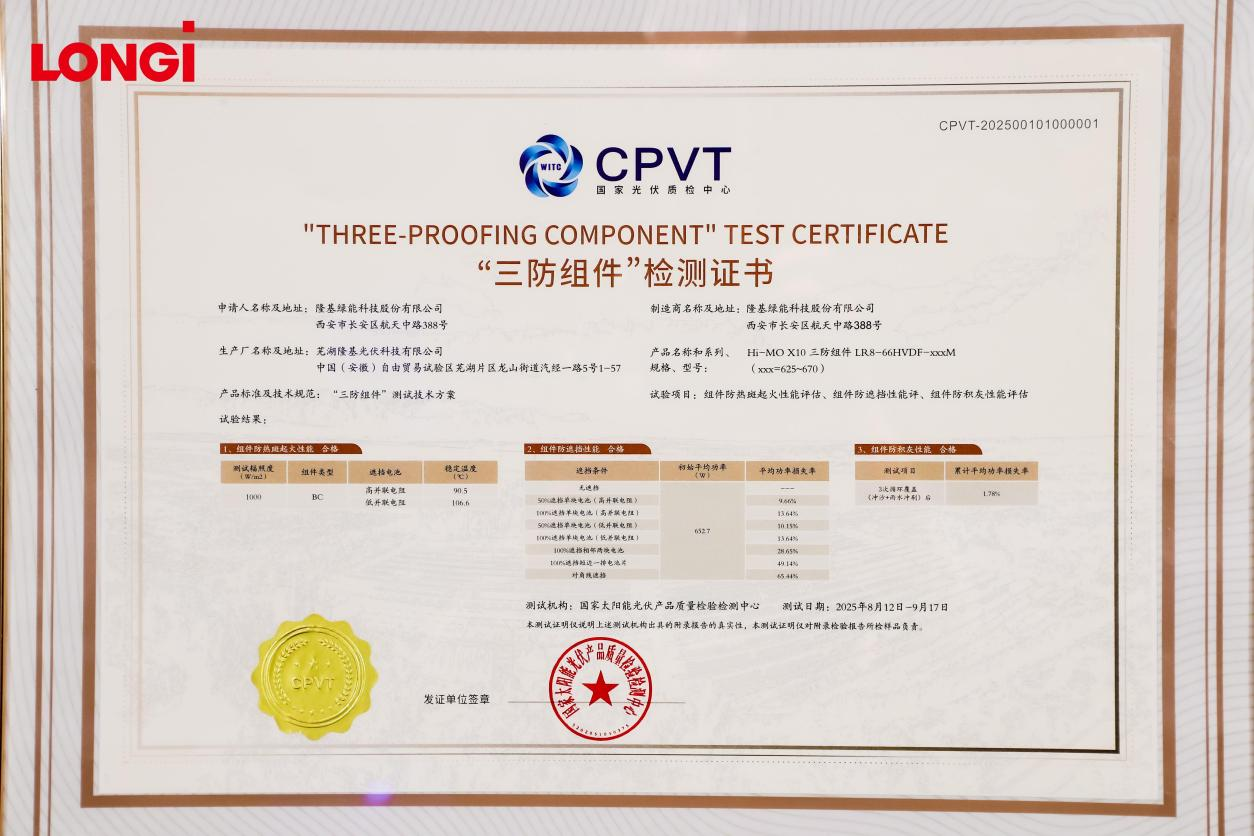 LONGi
CPVT-202500101000001
WITC
CPVT
国家光伏质检中心
"THREE-PROOFING COMPONENT" TEST CERTIFICATE
“三防组件”检测证书
申请人名称及地址： 隆基绿能科技股份有限公司
西安市长安区航天中路388号
制造商名称及地址： 隆基绿能科技股份有限公司
西安市长安区航天中路388号
生产厂名称及地址： 芜湖隆基光伏科技有限公司
中国（安徽）自由贸易试验区芜湖片区龙山街道汽经一路5号1-57
产品名称和系列、 Hi-MO X10 三防组件 LR8-66HVDF-xxxM
规格、型号： （xxx=625~670）
产品标准及技术规范： “三防组件”测试技术方案
试验项目：组件防热斑起火性能评估、组件防遮挡性能评、组件防积灰性能评估
试验结果：
1、组件防热斑起火性能 合格
测试辐照度（W/m2） 组件类型 遮挡电池 稳定温度（℃）
1000 BC 高并联电阻 90.5
低并联电阻 106.6
2、组件防遮挡性能 合格
遮挡条件 初始平均功率（W） 平均功率损失率
无遮挡 ---
50%遮挡单块电池（高并联电阻） 9.66%
100%遮挡单块电池（高并联电阻） 13.64%
50%遮挡单块电池（低并联电阻） 10.15%
652.7
100%遮挡单块电池（低并联电阻） 13.64%
100%遮挡相邻两块电池 28.65%
100%遮挡短边一排电池片 49.14%
对角线遮挡 65.44%
3、组件防积灰性能 合格
测试项目 累计平均功率损失率
3次循环覆盖
（冲沙+雨水冲刷）后 1.78%
测试机构：国家太阳能光伏产品质量检验检测中心 测试日期：2025年8月12日-9月17日
本测试证明仅说明上述测试机构出具的附录报告的真实性，本测试证明仅对附录检验报告所检样品负责。
CPVT
发证单位签章
国家太阳能光伏产品质量检验检测中心